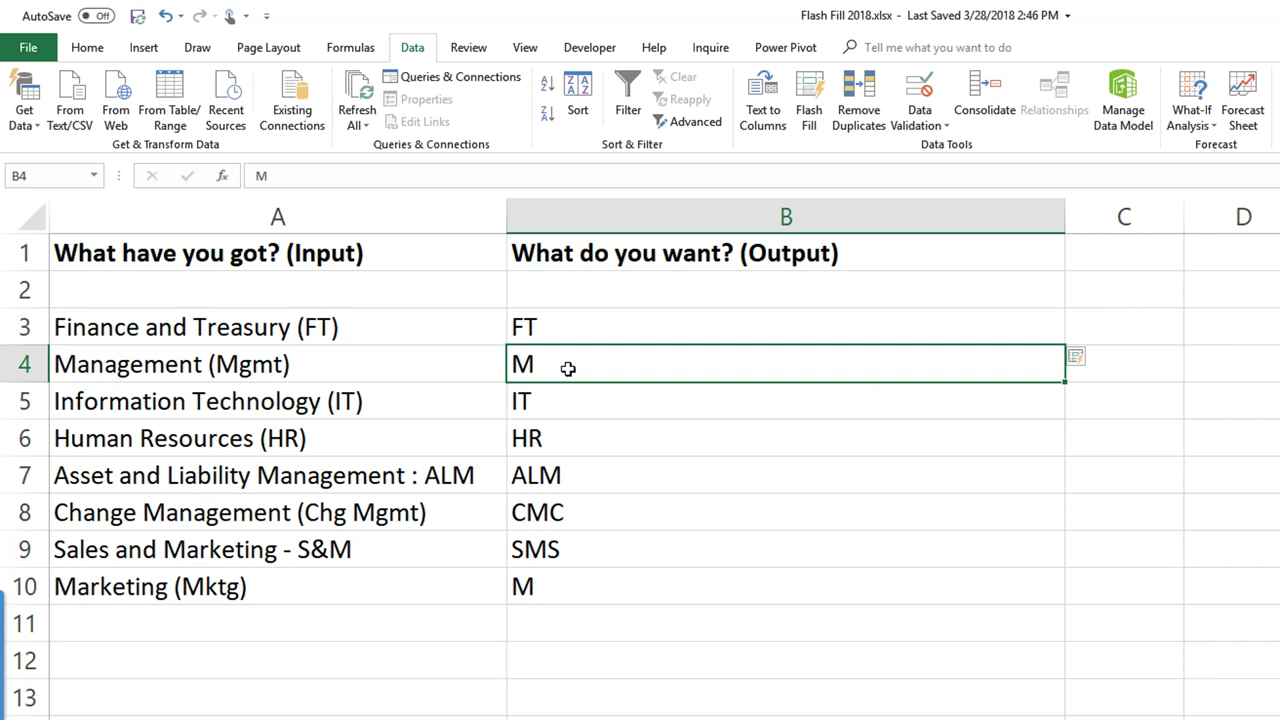 AutoSave Off Flash Fill 2018.xlsx - Last Saved 3/28/2018 2:46 PM
File Home Insert Draw Page Layout Formulas Data Review View Developer Help Inquire Power Pivot Tell me what you want to do
Get Data From Text/CSV From Web From Table/ Range Recent Sources Existing Connections Refresh All Queries & Connections Properties Edit Links Sort Filter Clear Reapply Advanced Text to Columns Flash Fill Remove Duplicates Data Validation Consolidate Relationships Manage Data Model What-If Analysis Forecast Sheet
Get & Transform Data Queries & Connections Sort & Filter Data Tools Forecast
B4 fx M
A B C D
1 What have you got? (Input) What do you want? (Output)
2
3 Finance and Treasury (FT) FT
4 Management (Mgmt) M
5 Information Technology (IT) IT
6 Human Resources (HR) HR
7 Asset and Liability Management : ALM ALM
8 Change Management (Chg Mgmt) CMC
9 Sales and Marketing - S&M SMS
10 Marketing (Mktg) M
11
12
13